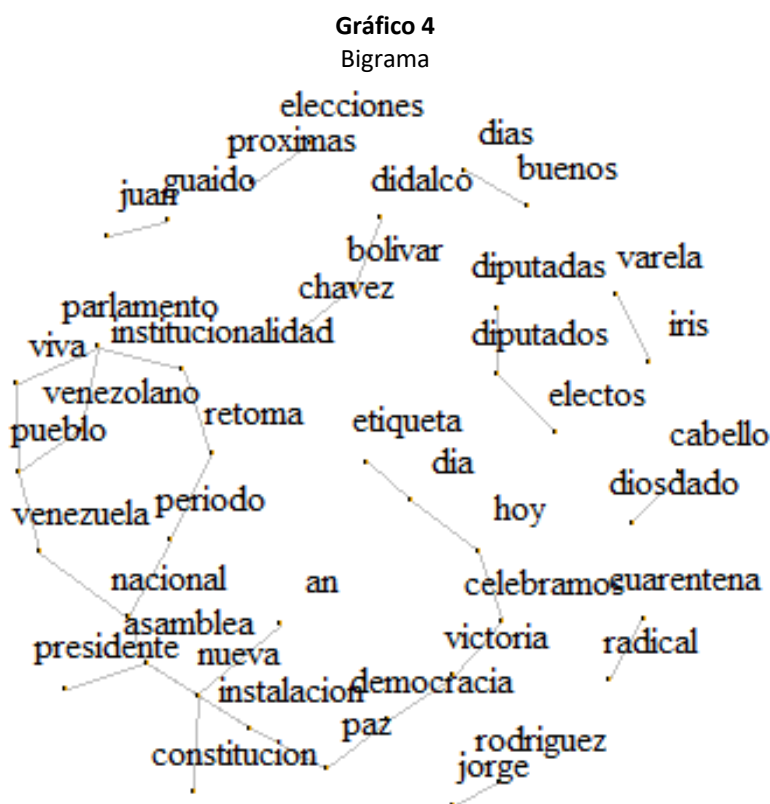 Gráfico 4
Bigrama
elecciones
proximas
dias
buenos
juan
guaido
didalco
bolivar
chavez
diputadas
varela
parlamento
institucionalidad
diputados
iris
viva
venezolano
retoma
electos
pueblo
etiqueta
cabello
dia
diosdado
venezuela
periodo
hoy
nacional
an
celebramos
cuarentena
asamblea
presidente
nueva
victoria
radical
instalacion
democracia
paz
constitucion
rodriguez
jorge